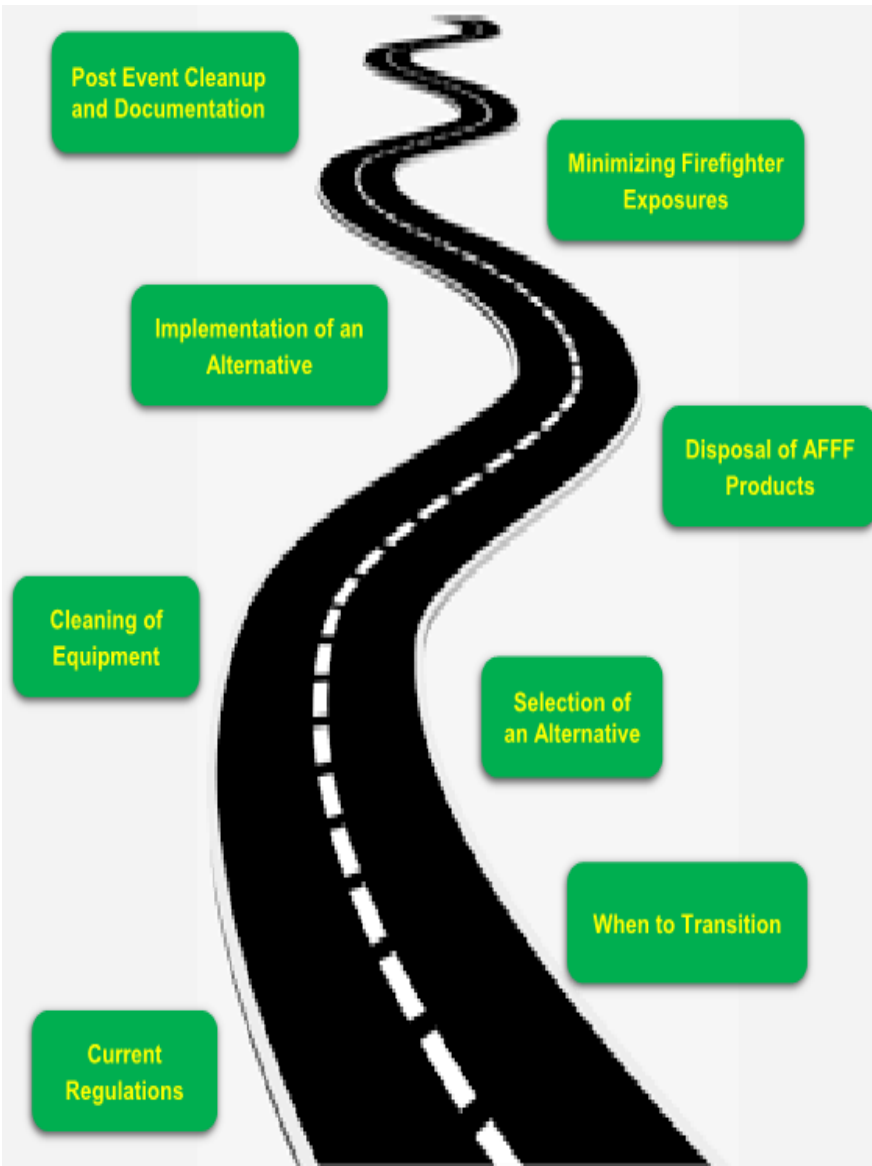 Post Event Cleanup
and Documentation
Minimizing Firefighter
Exposures
Implementation of an
Alternative
Disposal of AFFF
Products
Cleaning of
Equipment
Selection of
an Alternative
When to Transition
Current
Regulations